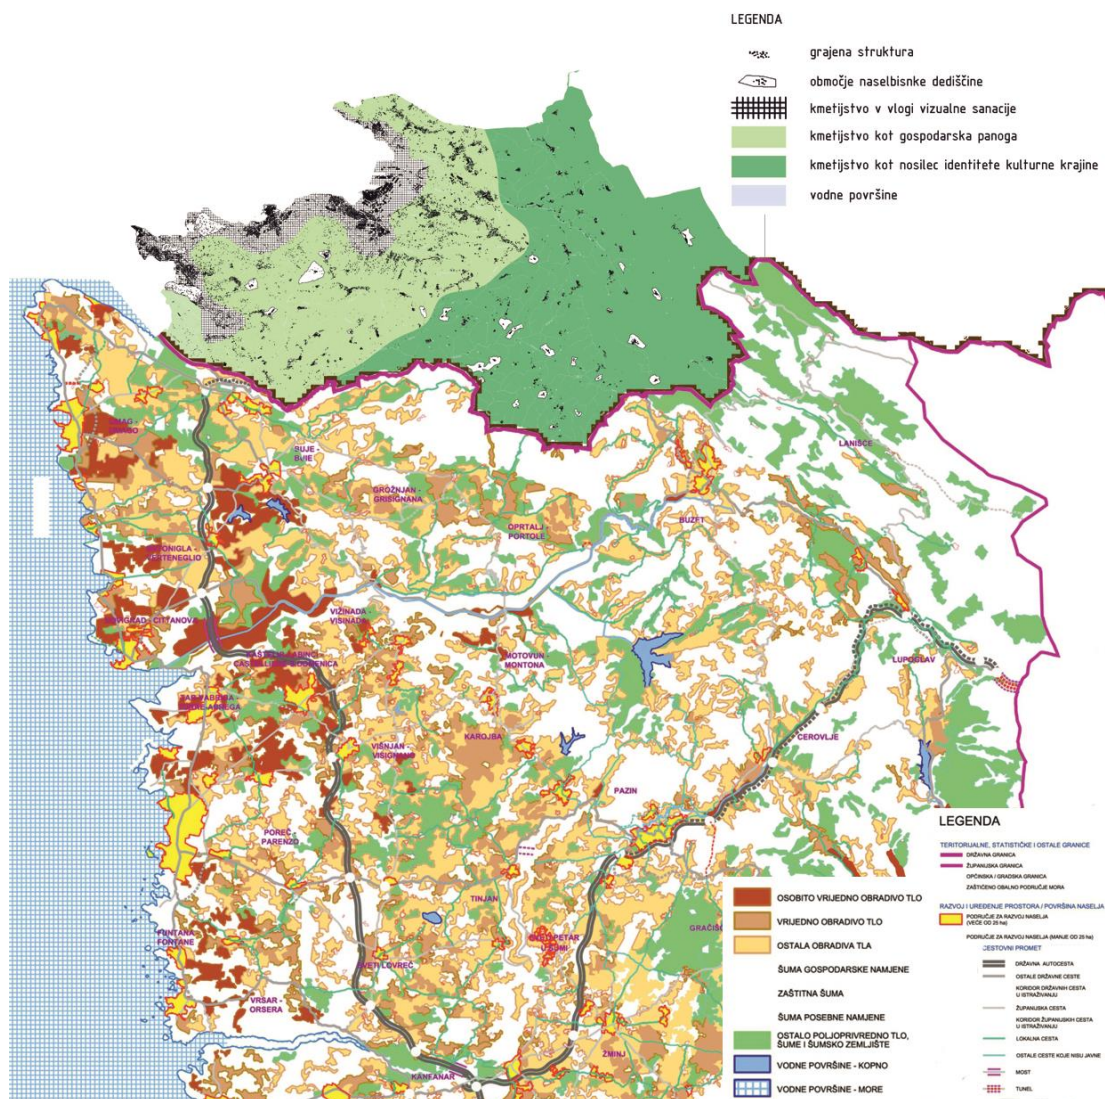 LEGENDA
grajena struktura
območje naselbisnke dediščine
kmetijstvo v vlogi vizualne sanacije
kmetijstvo kot gospodarska panoga
kmetijstvo kot nosilec identitete kulturne krajine
vodne površine
LANIŠĆE
BUJE -
BUIE
GROŽNJAN -
GRISIGNANA
OPRTALJ -
PORTOLE
BUZET
VIŽINADA -
VISINADA
MOTOVUN -
MONTONA
LUPOGLAV
KAROJBA
VIŠNJAN -
VISIGNANO
CEROVLJE
PAZIN
POREČ -
PARENZO
TINJAN
FUNTANA
FONTANE
SVETI LOVREČ
VRSAR -
ORSERA
ŽMINJ
KANFANAR
OSOBITO VRIJEDNO OBRADIVO TLO
VRIJEDNO OBRADIVO TLO
OSTALA OBRADIVA TLA
ŠUMA GOSPODARSKE NAMJENE
ZAŠTITNA ŠUMA
ŠUMA POSEBNE NAMJENE
OSTALO POLJOPRIVREDNO TLO,
ŠUME I ŠUMSKO ZEMLJIŠTE
VODNE POVRŠINE - KOPNO
VODNE POVRŠINE - MORE
LEGENDA
TERITORIJALNE, STATISTIČKE I OSTALE GRANICE
DRŽAVNA GRANICA
ŽUPANIJSKA GRANICA
OPĆINSKA / GRADSKA GRANICA
ZAŠTIĆENO OBALNO PODRUČJE MORA
RAZVOJ I UREĐENJE PROSTORA / POVRŠINA NASELJA
PODRUČJE ZA RAZVOJ NASELJA
(VEĆE OD 25 ha)
PODRUČJE ZA RAZVOJ NASELJA (MANJE OD 25 ha)
CESTOVNI PROMET
DRŽAVNA AUTOCESTA
OSTALE DRŽAVNE CESTE
KORIDOR DRŽAVNIH CESTA
U ISTRAŽIVANJU
ŽUPANIJSKA CESTA
KORIDOR ŽUPANIJSKIH CESTA
U ISTRAŽIVANJU
LOKALNA CESTA
OSTALE CESTE KOJE NISU JAVNE
MOST
TUNEL